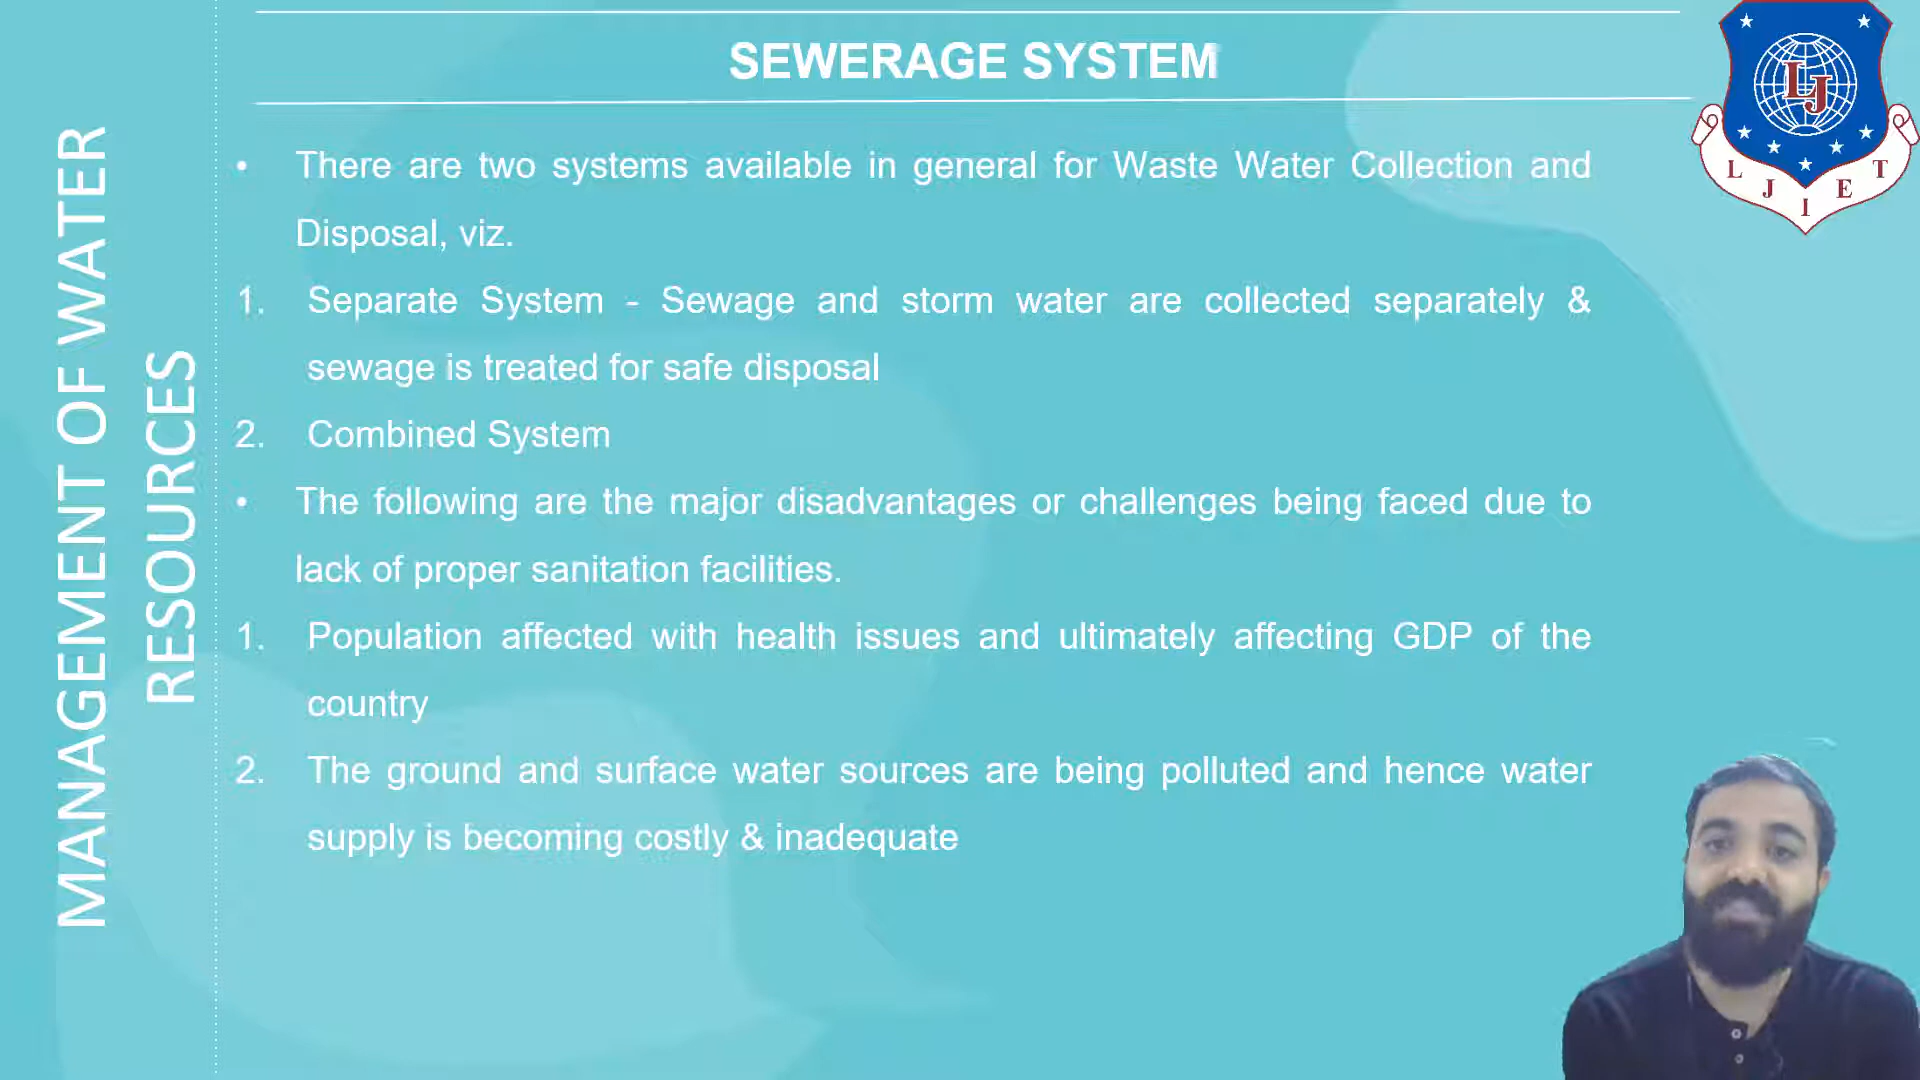 SEWERAGE SYSTEM
MANAGEMENT OF WATER
RESOURCES
• There are two systems available in general for Waste Water Collection and
Disposal, viz.
1. Separate System - Sewage and storm water are collected separately &
sewage is treated for safe disposal
2. Combined System
• The following are the major disadvantages or challenges being faced due to
lack of proper sanitation facilities.
1. Population affected with health issues and ultimately affecting GDP of the
country
2. The ground and surface water sources are being polluted and hence water
supply is becoming costly & inadequate
LJ
L J I E T